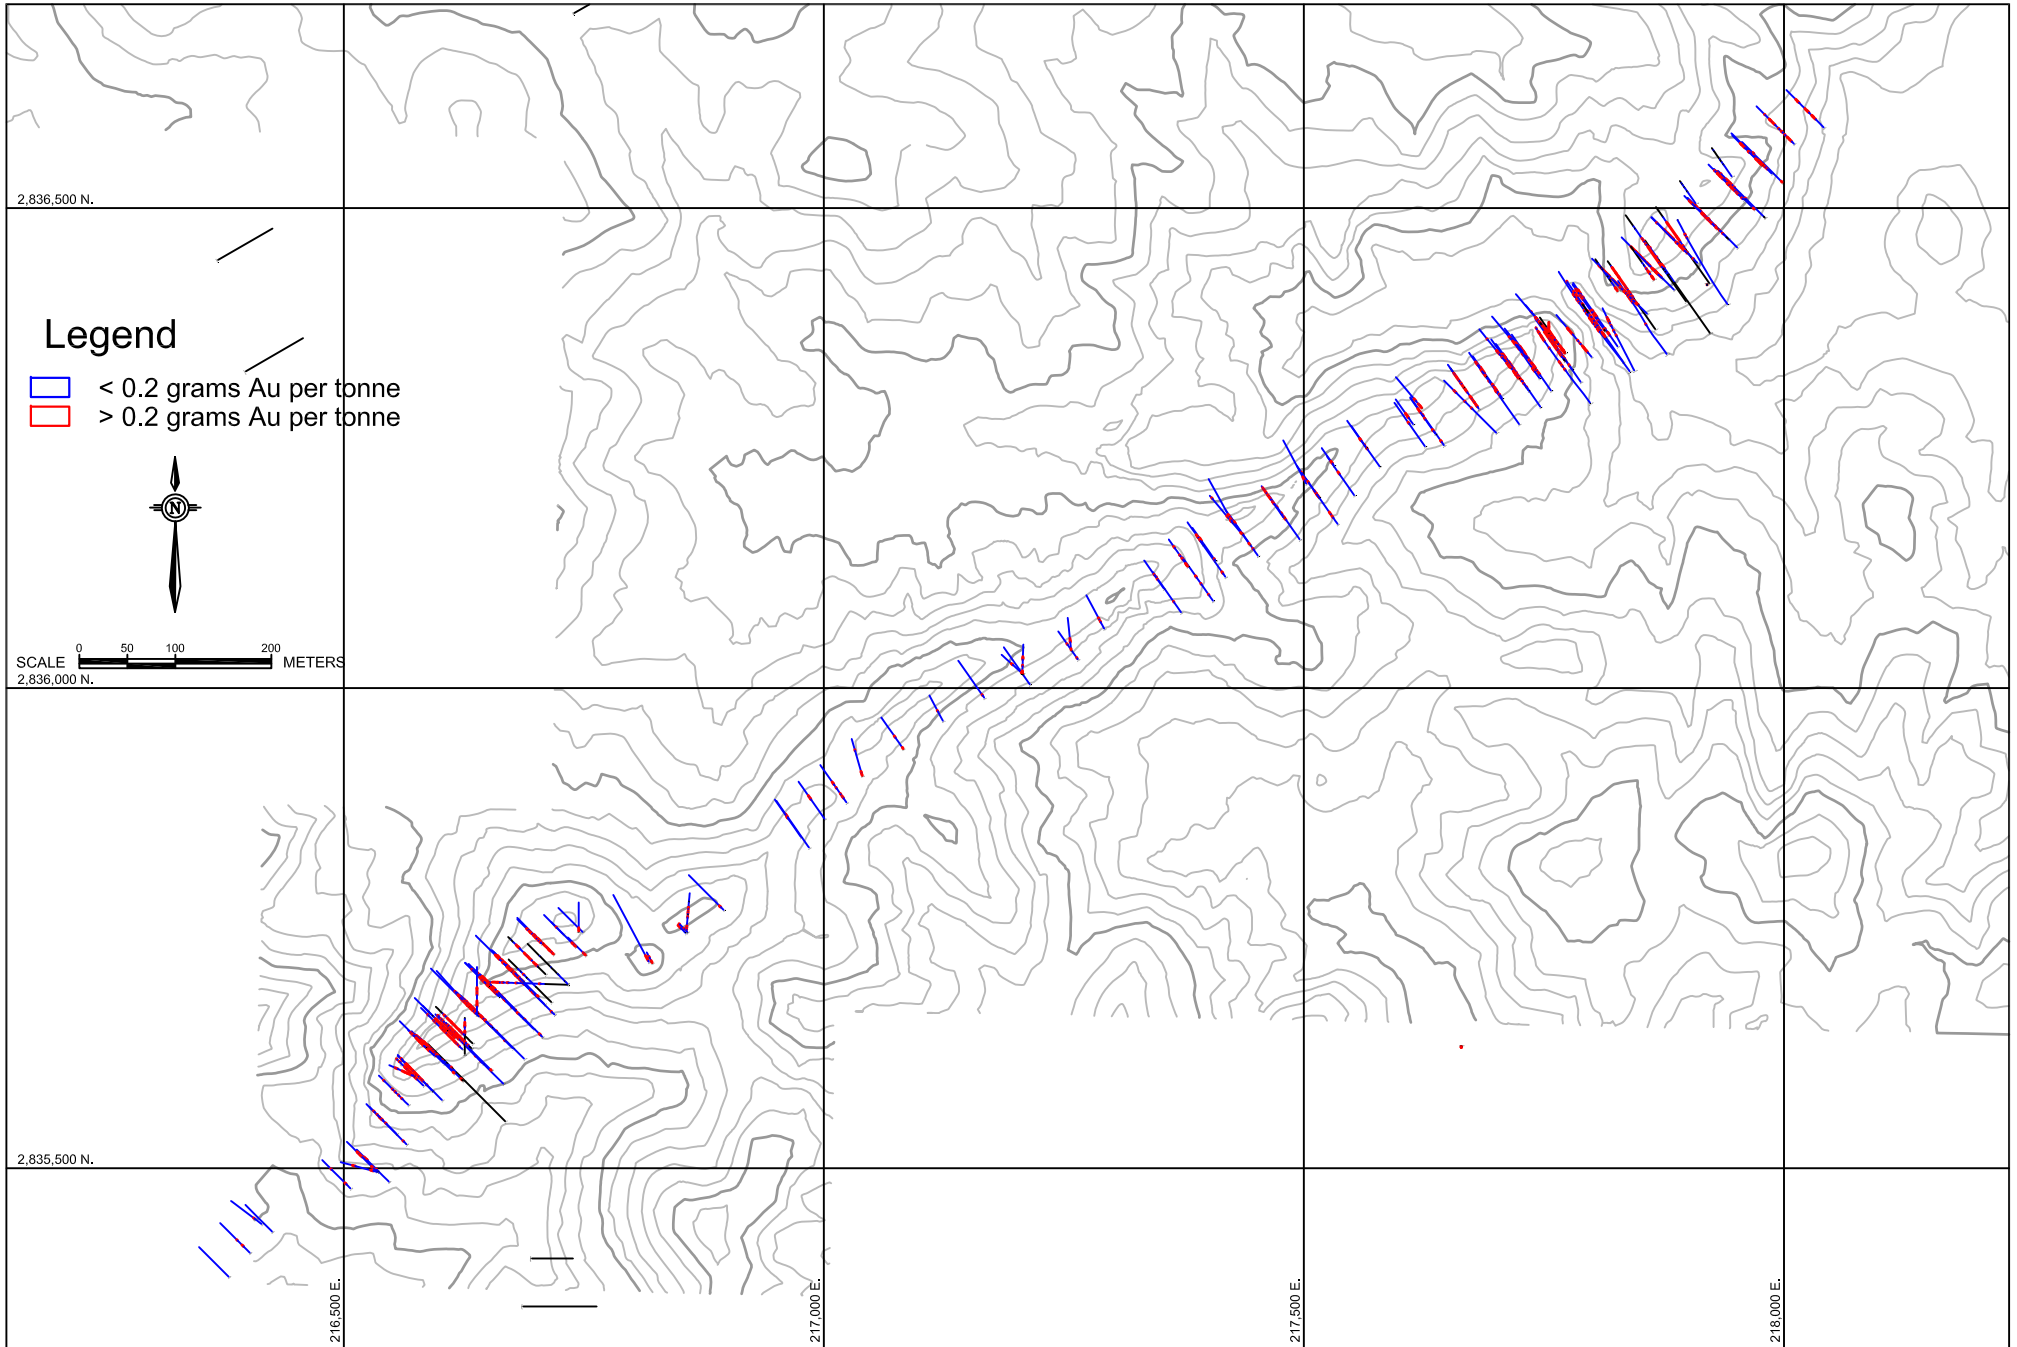 2,836,500 N.
Legend
< 0.2 grams Au per tonne
> 0.2 grams Au per tonne
N
0 50 100 200
SCALE METERS
2,836,000 N.
2,835,500 N.
216,500 E.
217,000 E.
217,500 E.
218,000 E.